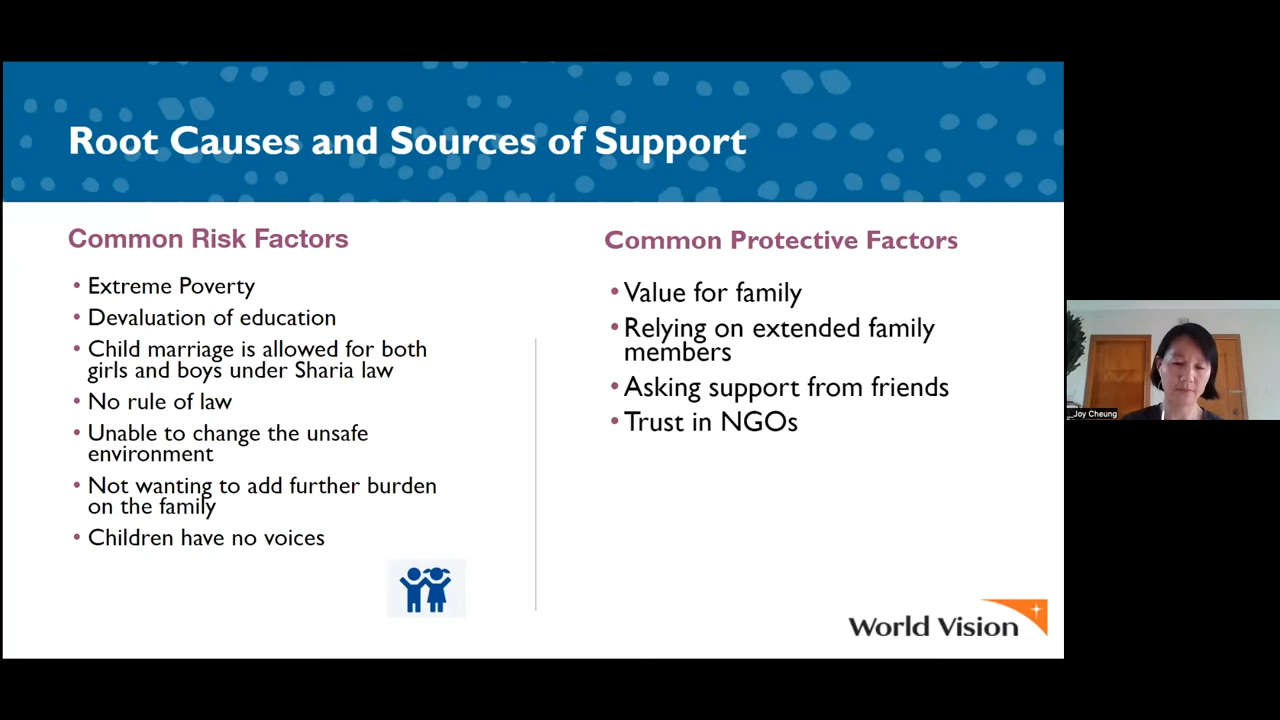 Root Causes and Sources of Support
Common Risk Factors
• Extreme Poverty
• Devaluation of education
• Child marriage is allowed for both
girls and boys under Sharia law
• No rule of law
• Unable to change the unsafe
environment
• Not wanting to add further burden
on the family
• Children have no voices
Common Protective Factors
• Value for family
• Relying on extended family
members
• Asking support from friends
• Trust in NGOs
World Vision
Joy Cheung